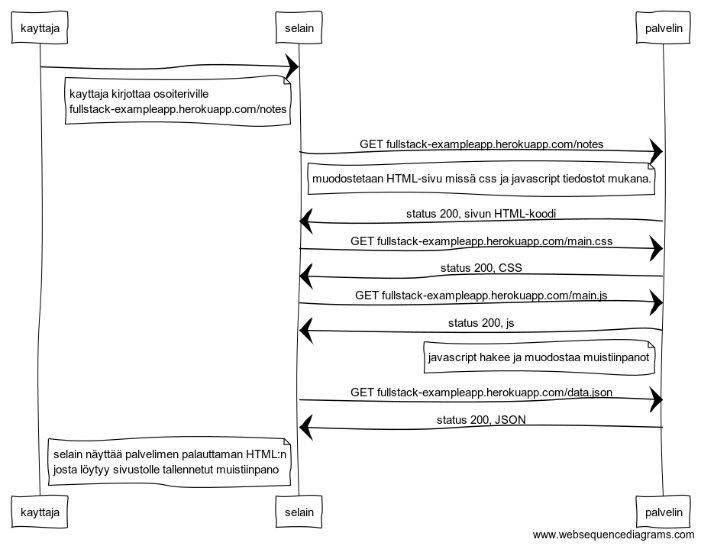 kayttaja
selain
palvelin
kayttaja kirjottaa osoiteriville
fullstack-exampleapp.herokuapp.com/notes
GET fullstack-exampleapp.herokuapp.com/notes
muodostetaan HTML-sivu missä css ja javascript tiedostot mukana.
status 200, sivun HTML-koodi
GET fullstack-exampleapp.herokuapp.com/main.css
status 200, CSS
GET fullstack-exampleapp.herokuapp.com/main.js
status 200, js
javascript hakee ja muodostaa muistiinpanot
GET fullstack-exampleapp.herokuapp.com/data.json
status 200, JSON
selain näyttää palvelimen palauttaman HTML:n
josta löytyy sivustolle tallennetut muistiinpano
kayttaja
selain
palvelin
www.websequencediagrams.com